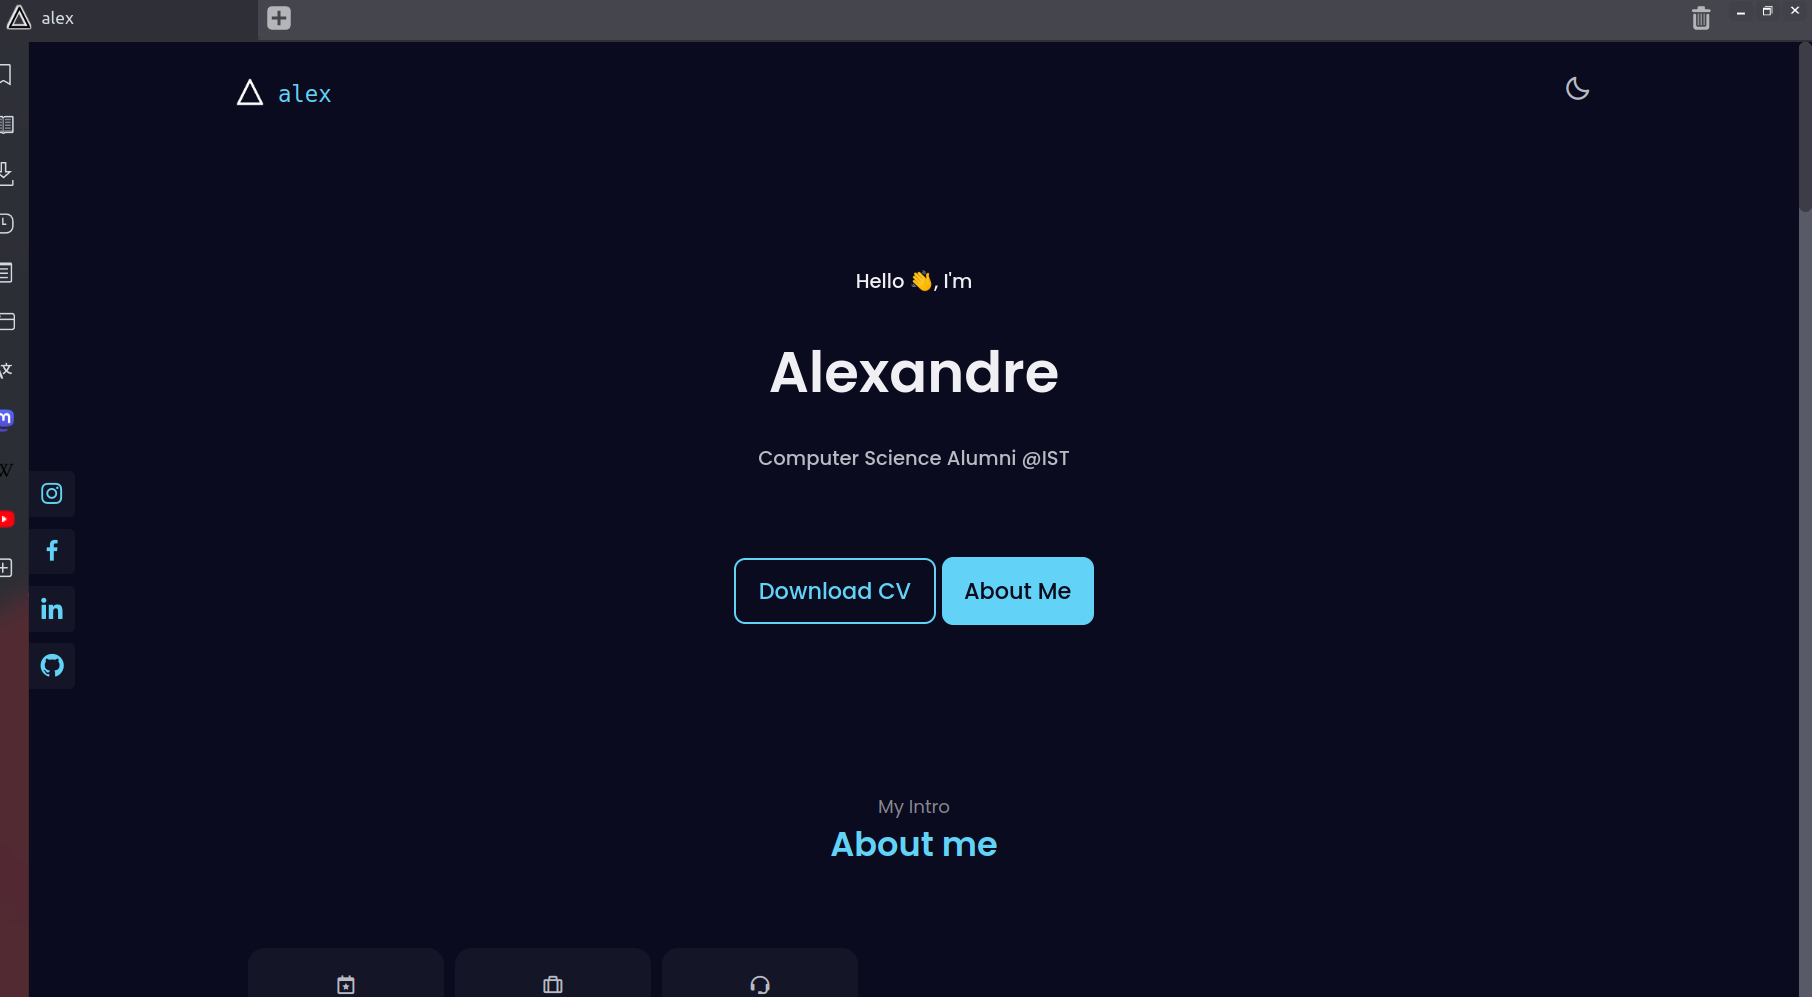 alex
alex
Hello 👋, I'm
Alexandre
Computer Science Alumni @IST
Download CV
About Me
My Intro
About me